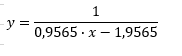 y = 1 / (0,9565 · x − 1,9565)